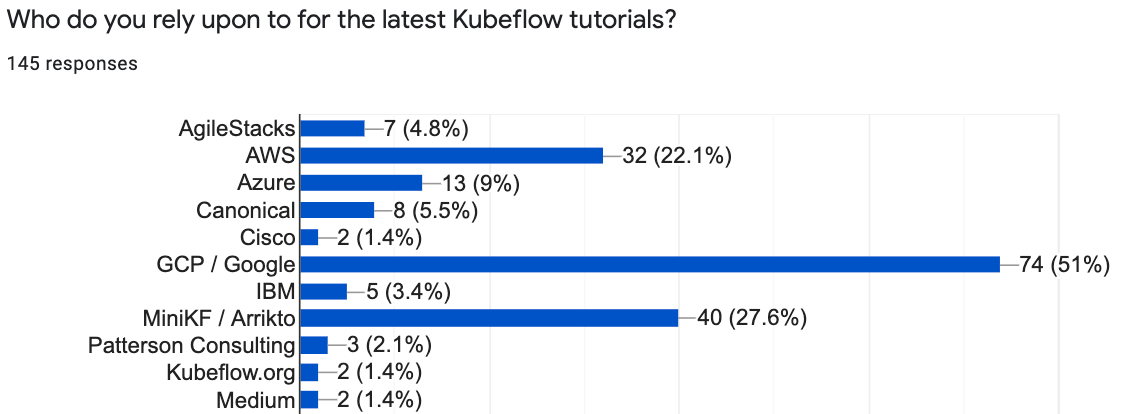 Who do you rely upon to for the latest Kubeflow tutorials?
145 responses
AgileStacks 7 (4.8%)
AWS 32 (22.1%)
Azure 13 (9%)
Canonical 8 (5.5%)
Cisco 2 (1.4%)
GCP / Google 74 (51%)
IBM 5 (3.4%)
MiniKF / Arrikto 40 (27.6%)
Patterson Consulting 3 (2.1%)
Kubeflow.org 2 (1.4%)
Medium 2 (1.4%)